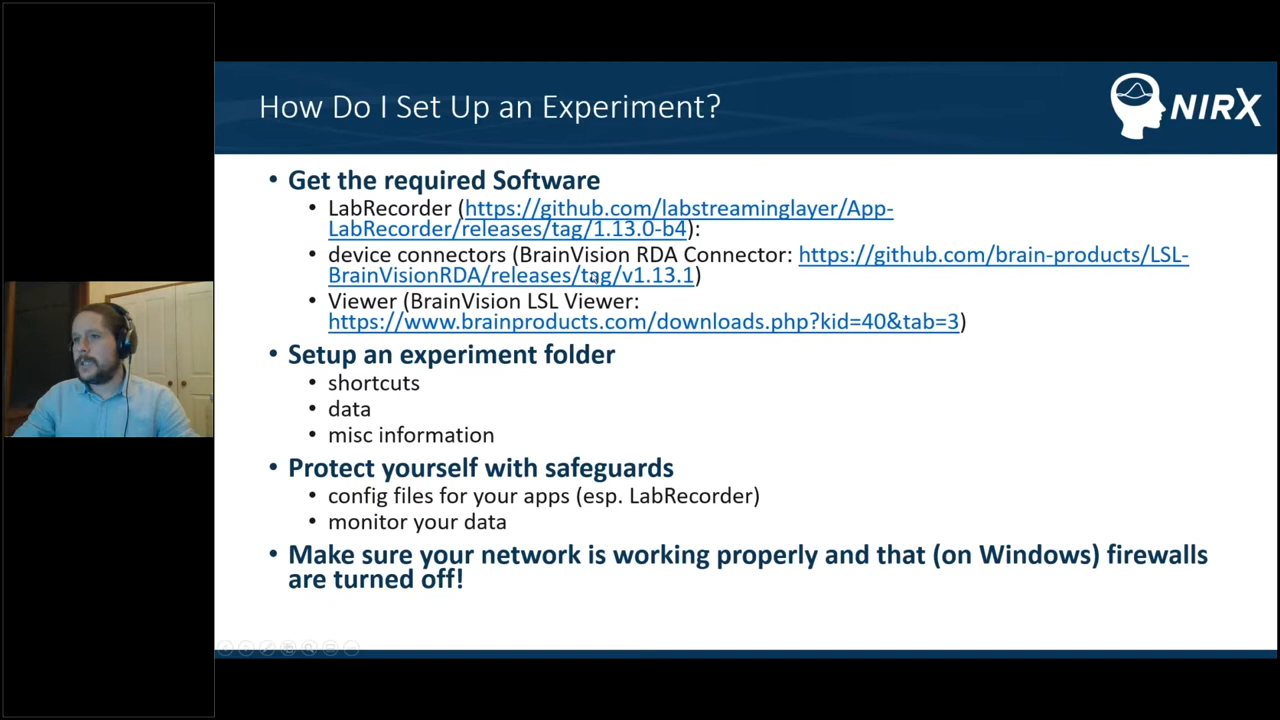 How Do I Set Up an Experiment?
NIRX
• Get the required Software
• LabRecorder (https://github.com/labstreaminglayer/App-
LabRecorder/releases/tag/1.13.0-b4):
• device connectors (BrainVision RDA Connector: https://github.com/brain-products/LSL-
BrainVisionRDA/releases/tag/v1.13.1)
• Viewer (BrainVision LSL Viewer:
https://www.brainproducts.com/downloads.php?kid=40&tab=3)
• Setup an experiment folder
• shortcuts
• data
• misc information
• Protect yourself with safeguards
• config files for your apps (esp. LabRecorder)
• monitor your data
• Make sure your network is working properly and that (on Windows) firewalls
are turned off!